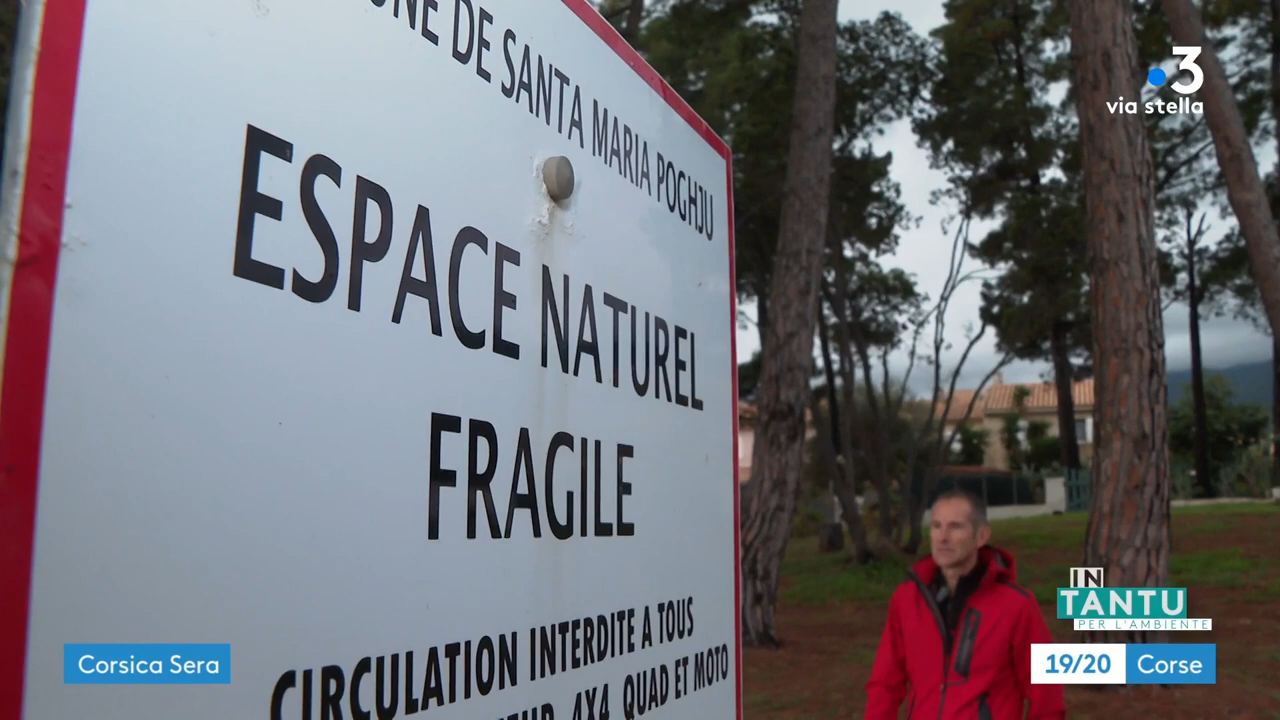 DE SANTA MARIA POGHJU
ESPACE NATUREL
FRAGILE
CIRCULATION INTERDITE A TOUS
4X4 QUAD ET MOTO
3
via stella
IN
TANTU
PER L'AMBIENTE
Corsica Sera
19/20 Corse